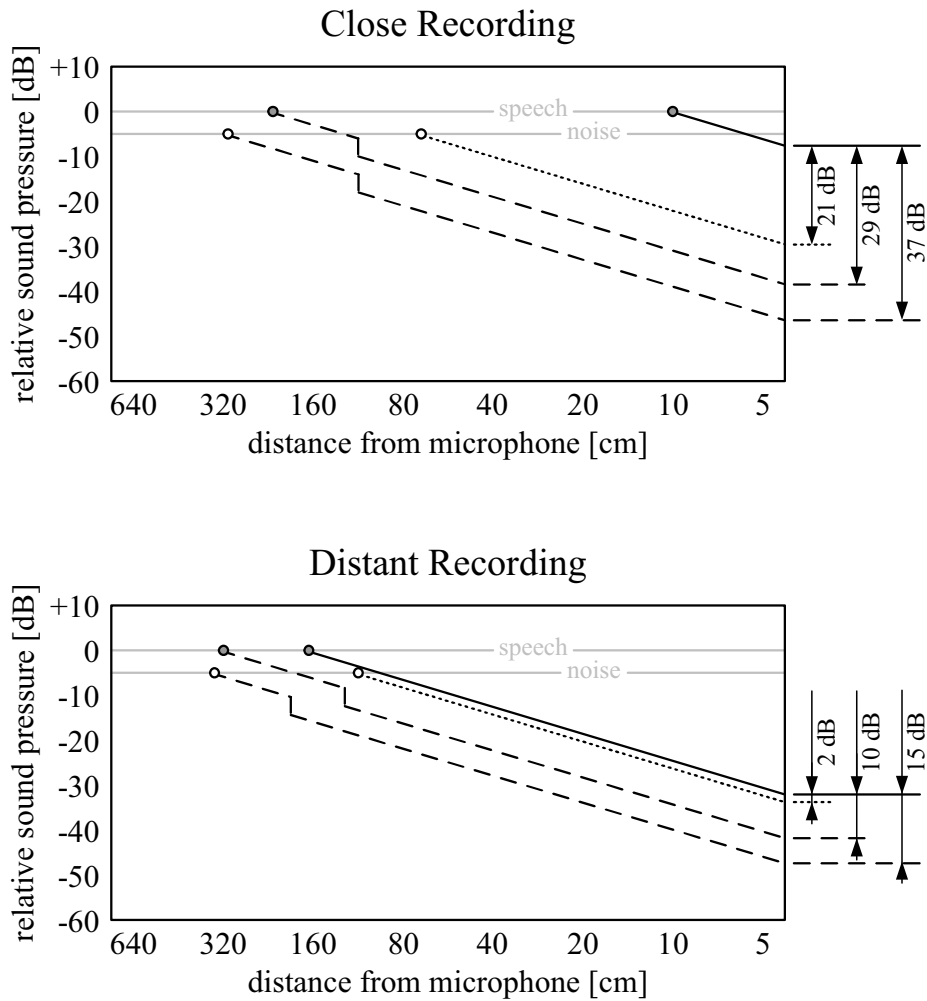 Close Recording
relative sound pressure [dB]
+10
0
-10
-20
-30
-40
-50
-60
speech
noise
21 dB
29 dB
37 dB
640 320 160 80 40 20 10 5
distance from microphone [cm]
Distant Recording
relative sound pressure [dB]
+10
0
-10
-20
-30
-40
-50
-60
speech
noise
2 dB
10 dB
15 dB
640 320 160 80 40 20 10 5
distance from microphone [cm]